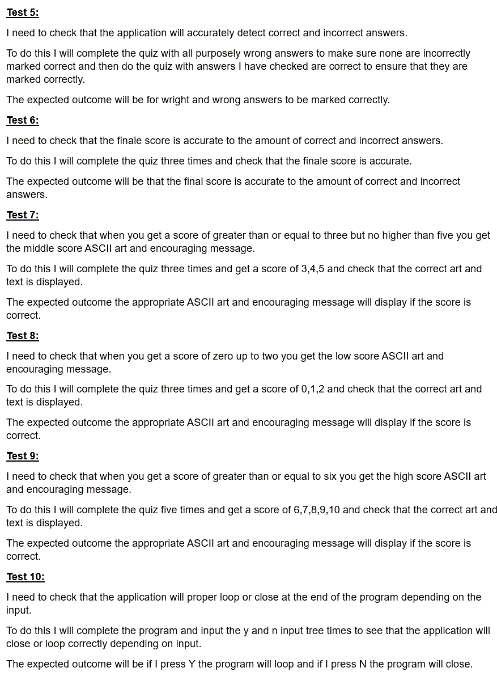 Test 5:
I need to check that the application will accurately detect correct and incorrect answers.
To do this I will complete the quiz with all purposely wrong answers to make sure none are incorrectly
marked correct and then do the quiz with answers I have checked are correct to ensure that they are
marked correctly.
The expected outcome will be for wright and wrong answers to be marked correctly.
Test 6:
I need to check that the finale score is accurate to the amount of correct and incorrect answers.
To do this I will complete the quiz three times and check that the finale score is accurate.
The expected outcome will be that the final score is accurate to the amount of correct and incorrect
answers.
Test 7:
I need to check that when you get a score of greater than or equal to three but no higher than five you get
the middle score ASCII art and encouraging message.
To do this I will complete the quiz three times and get a score of 3,4,5 and check that the correct art and
text is displayed.
The expected outcome the appropriate ASCII art and encouraging message will display if the score is
correct.
Test 8:
I need to check that when you get a score of zero up to two you get the low score ASCII art and
encouraging message.
To do this I will complete the quiz three times and get a score of 0,1,2 and check that the correct art and
text is displayed.
The expected outcome the appropriate ASCII art and encouraging message will display if the score is
correct.
Test 9:
I need to check that when you get a score of greater than or equal to six you get the high score ASCII art
and encouraging message.
To do this I will complete the quiz five times and get a score of 6,7,8,9,10 and check that the correct art and
text is displayed.
The expected outcome the appropriate ASCII art and encouraging message will display if the score is
correct.
Test 10:
I need to check that the application will proper loop or close at the end of the program depending on the
input.
To do this I will complete the program and input the y and n input tree times to see that the application will
close or loop correctly depending on input.
The expected outcome will be if I press Y the program will loop and if I press N the program will close.